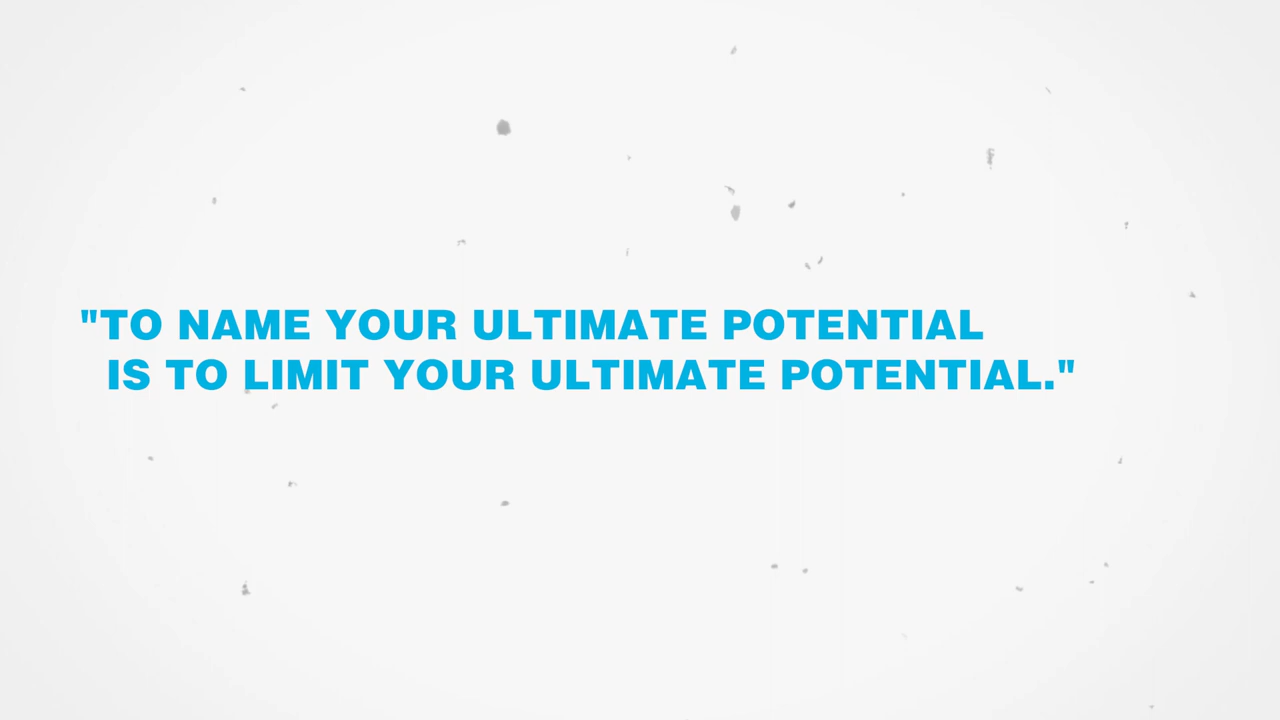 "TO NAME YOUR ULTIMATE POTENTIAL
IS TO LIMIT YOUR ULTIMATE POTENTIAL."